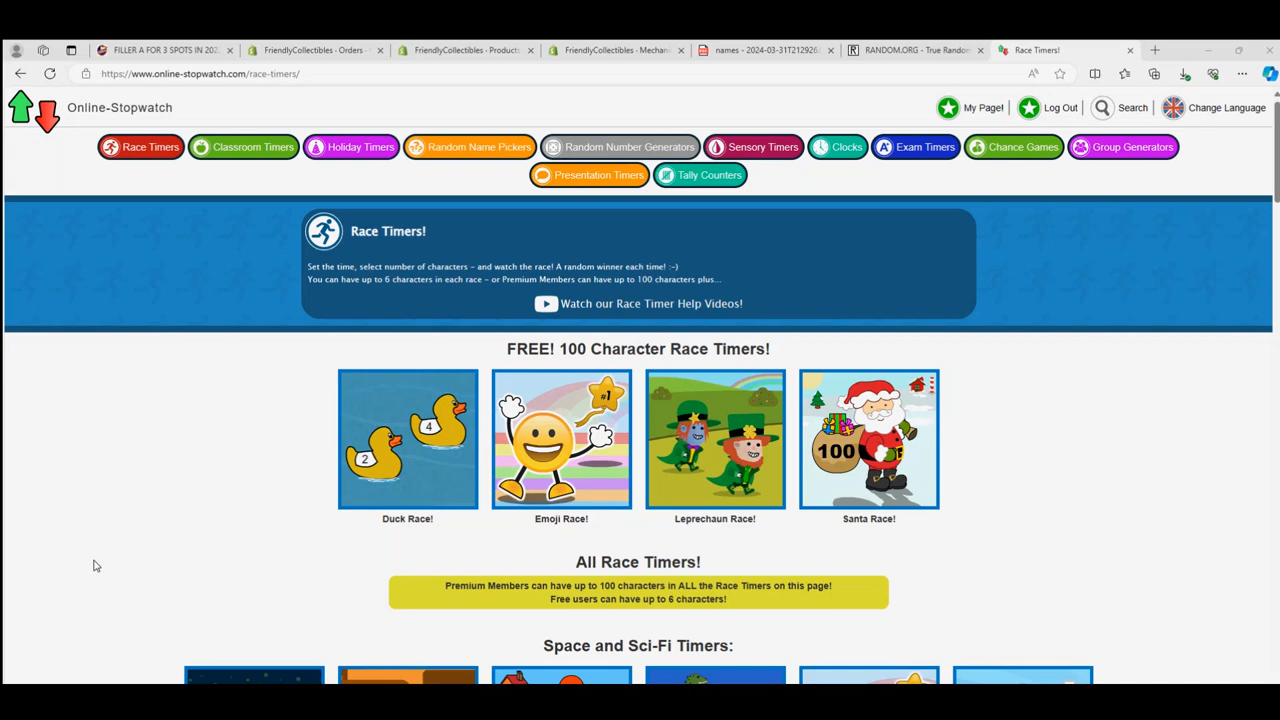 FILLER A FOR 3 SPOTS IN 202
FriendlyCollectibles · Orders ·
FriendlyCollectibles · Products
FriendlyCollectibles · Mechan
names - 2024-03-31T212926
RANDOM.ORG - True Random
Race Timers!
https://www.online-stopwatch.com/race-timers/
Online-Stopwatch
My Page!
Log Out
Search
Change Language
Race Timers
Classroom Timers
Holiday Timers
Random Name Pickers
Random Number Generators
Sensory Timers
Clocks
Exam Timers
Chance Games
Group Generators
Presentation Timers
Tally Counters
Race Timers!
Set the time, select number of characters - and watch the race! A random winner each time! :-)
You can have up to 6 characters in each race - or Premium Members can have up to 100 characters plus...
Watch our Race Timer Help Videos!
FREE! 100 Character Race Timers!
2
4
#1
100
Duck Race!
Emoji Race!
Leprechaun Race!
Santa Race!
All Race Timers!
Premium Members can have up to 100 characters in ALL the Race Timers on this page!
Free users can have up to 6 characters!
Space and Sci-Fi Timers: